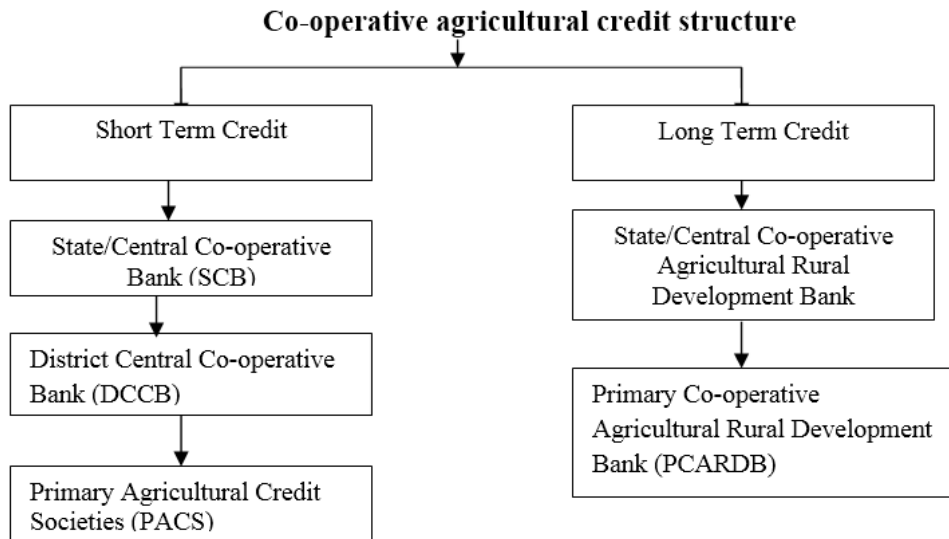 Co-operative agricultural credit structure
Short Term Credit
State/Central Co-operative
Bank (SCB)
District Central Co-operative
Bank (DCCB)
Primary Agricultural Credit
Societies (PACS)
Long Term Credit
State/Central Co-operative
Agricultural Rural
Development Bank
Primary Co-operative
Agricultural Rural Development
Bank (PCARDB)